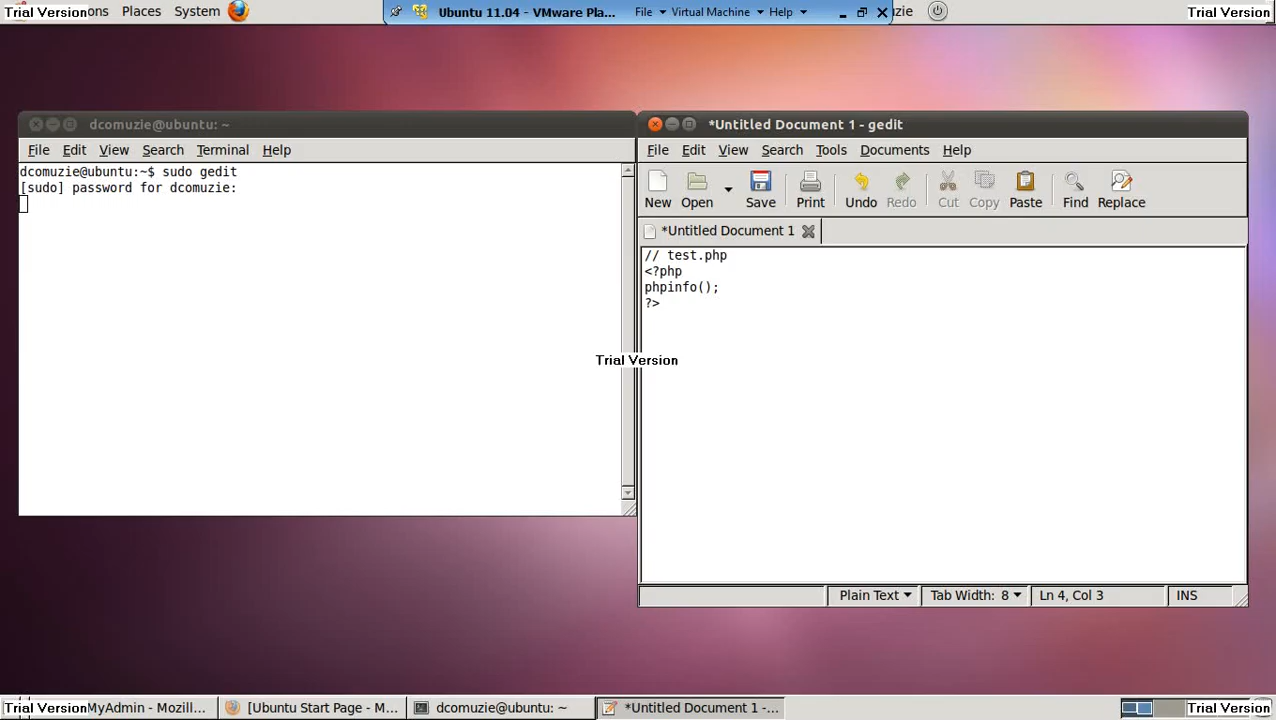 Trial Version
ons Places System
Ubuntu 11.04 - VMware Pla... File Virtual Machine Help
zie
Trial Version
dcomuzie@ubuntu: ~
File Edit View Search Terminal Help
dcomuzie@ubuntu:~$ sudo gedit
[sudo] password for dcomuzie:
*Untitled Document 1 - gedit
File Edit View Search Tools Documents Help
New Open Save Print Undo Redo Cut Copy Paste Find Replace
*Untitled Document 1
// test.php
<?php
phpinfo();
?>
Trial Version
Plain Text Tab Width: 8 Ln 4, Col 3 INS
Trial Version
MyAdmin - Mozill... [Ubuntu Start Page - M... dcomuzie@ubuntu: ~ *Untitled Document 1 -...
Trial Version